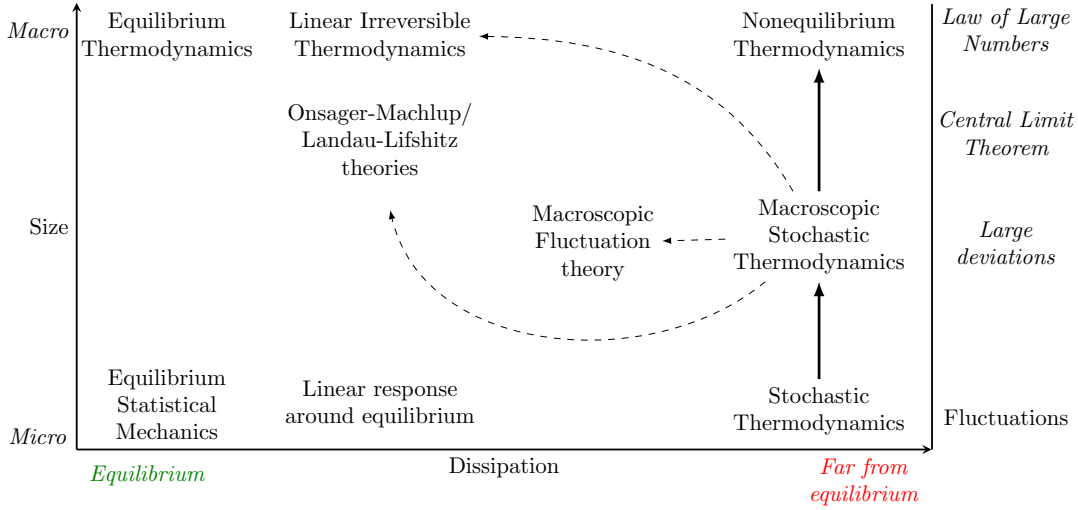 Macro
Equilibrium
Thermodynamics
Linear Irreversible
Thermodynamics
Nonequilibrium
Thermodynamics
Law of Large
Numbers
Onsager-Machlup/
Landau-Lifshitz
theories
Central Limit
Theorem
Size
Macroscopic
Fluctuation
theory
Macroscopic
Stochastic
Thermodynamics
Large
deviations
Equilibrium
Statistical
Mechanics
Linear response
around equilibrium
Stochastic
Thermodynamics
Fluctuations
Micro
Equilibrium
Dissipation
Far from
equilibrium